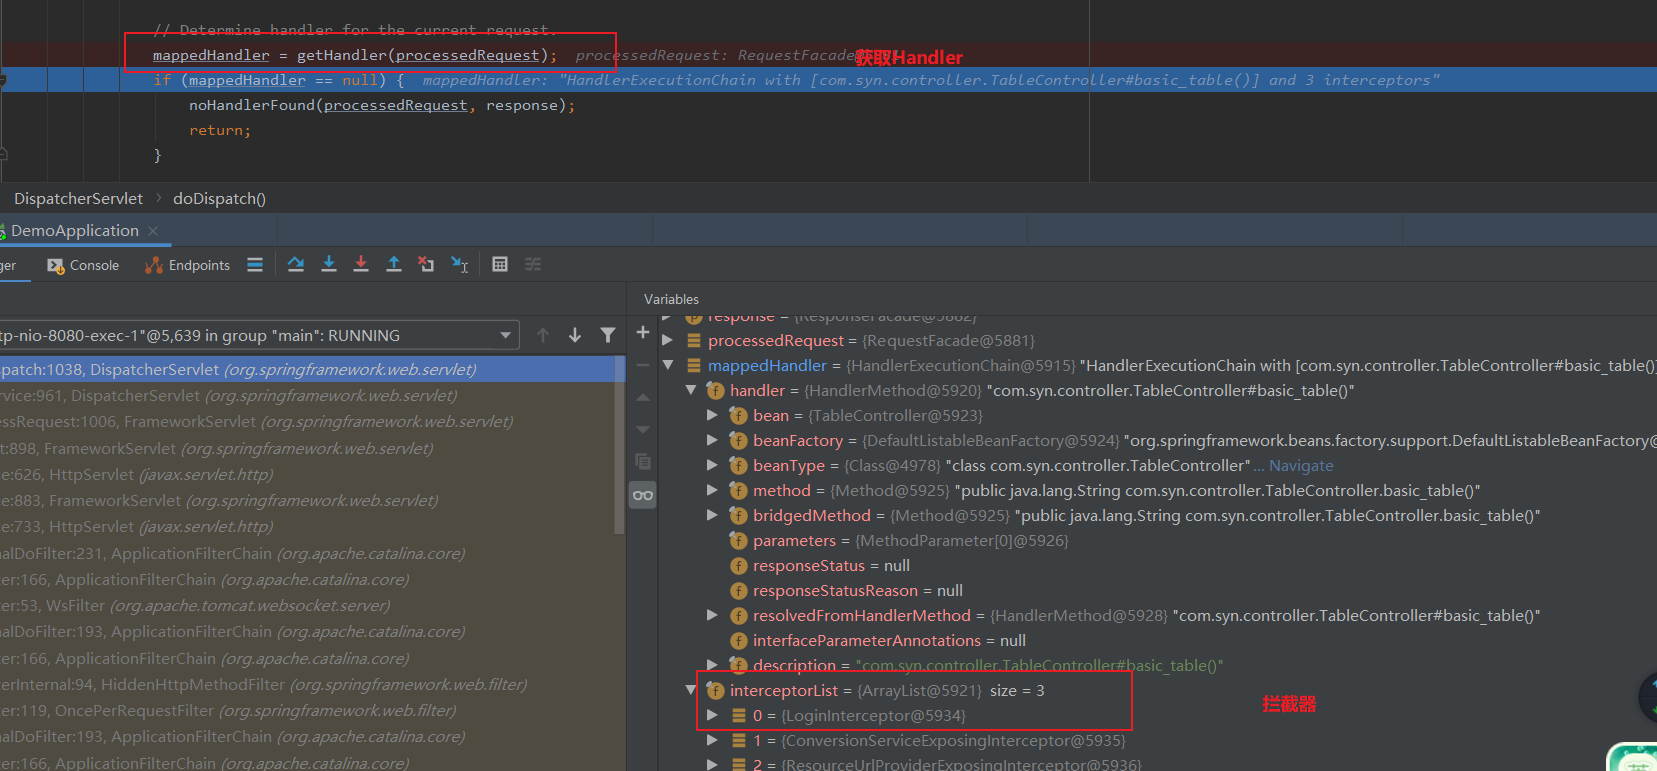 // Determine handler for the current request.
mappedHandler = getHandler(processedRequest);  processedRequest: RequestFacade
获取Handler
if (mappedHandler == null) {  mappedHandler: "HandlerExecutionChain with [com.syn.controller.TableController#basic_table()] and 3 interceptors"
noHandlerFound(processedRequest, response);
return;
}
DispatcherServlet > doDispatch()
DemoApplication ×
ger Console Endpoints
Variables
tp-nio-8080-exec-1"@5,639 in group "main": RUNNING
spatch:1038, DispatcherServlet (org.springframework.web.servlet)
rvice:961, DispatcherServlet (org.springframework.web.servlet)
essRequest:1006, FrameworkServlet (org.springframework.web.servlet)
t:898, FrameworkServlet (org.springframework.web.servlet)
ce:626, HttpServlet (javax.servlet.http)
ce:883, FrameworkServlet (org.springframework.web.servlet)
ce:733, HttpServlet (javax.servlet.http)
nalDoFilter:231, ApplicationFilterChain (org.apache.catalina.core)
ter:166, ApplicationFilterChain (org.apache.catalina.core)
ter:53, WsFilter (org.apache.tomcat.websocket.server)
nalDoFilter:193, ApplicationFilterChain (org.apache.catalina.core)
ter:166, ApplicationFilterChain (org.apache.catalina.core)
terInternal:94, HiddenHttpMethodFilter (org.springframework.web.filter)
ter:119, OncePerRequestFilter (org.springframework.web.filter)
nalDoFilter:193, ApplicationFilterChain (org.apache.catalina.core)
ter:166, ApplicationFilterChain (org.apache.catalina.core)
response = {ResponseFacade@5882}
processedRequest = {RequestFacade@5881}
mappedHandler = {HandlerExecutionChain@5915} "HandlerExecutionChain with [com.syn.controller.TableController#basic_table()]
handler = {HandlerMethod@5920} "com.syn.controller.TableController#basic_table()"
bean = {TableController@5923}
beanFactory = {DefaultListableBeanFactory@5924} "org.springframework.beans.factory.support.DefaultListableBeanFactory@
beanType = {Class@4978} "class com.syn.controller.TableController" ... Navigate
method = {Method@5925} "public java.lang.String com.syn.controller.TableController.basic_table()"
bridgedMethod = {Method@5925} "public java.lang.String com.syn.controller.TableController.basic_table()"
parameters = {MethodParameter[0]@5926}
responseStatus = null
responseStatusReason = null
resolvedFromHandlerMethod = {HandlerMethod@5928} "com.syn.controller.TableController#basic_table()"
interfaceParameterAnnotations = null
description = "com.syn.controller.TableController#basic_table()"
interceptorList = {ArrayList@5921}  size = 3
拦截器
0 = {LoginInterceptor@5934}
1 = {ConversionServiceExposingInterceptor@5935}
2 = {ResourceUrlProviderExposingInterceptor@5936}